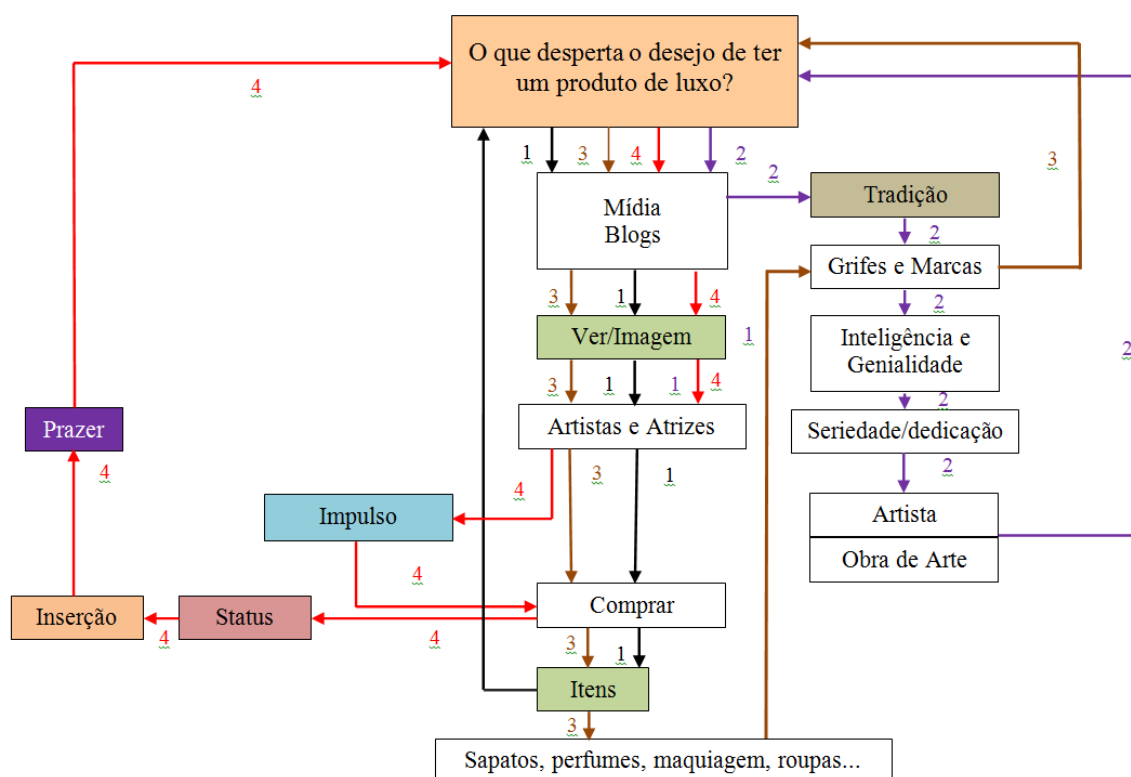 O que desperta o desejo de ter
um produto de luxo?
4
1
3
4
2
2
3
Mídia
Blogs
Tradição
2
Grifes e Marcas
3
1
4
2
Ver/Imagem
1
Inteligência e
Genialidade
2
3
1
1
4
2
Prazer
Artistas e Atrizes
Seriedade/dedicação
4
4
3
1
2
Impulso
Artista
Obra de Arte
4
Inserção
Status
Comprar
4
4
3
1
Itens
3
Sapatos, perfumes, maquiagem, roupas...